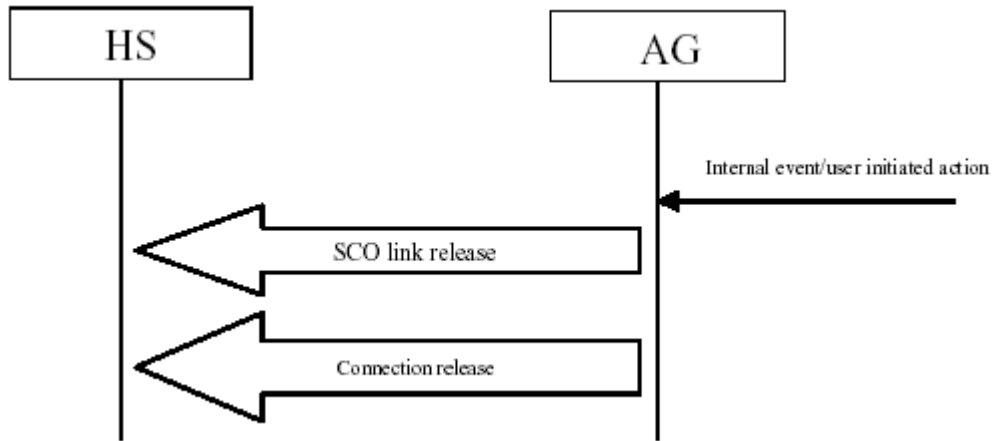 HS
AG
Internal event/user initiated action
SCO link release
Connection release